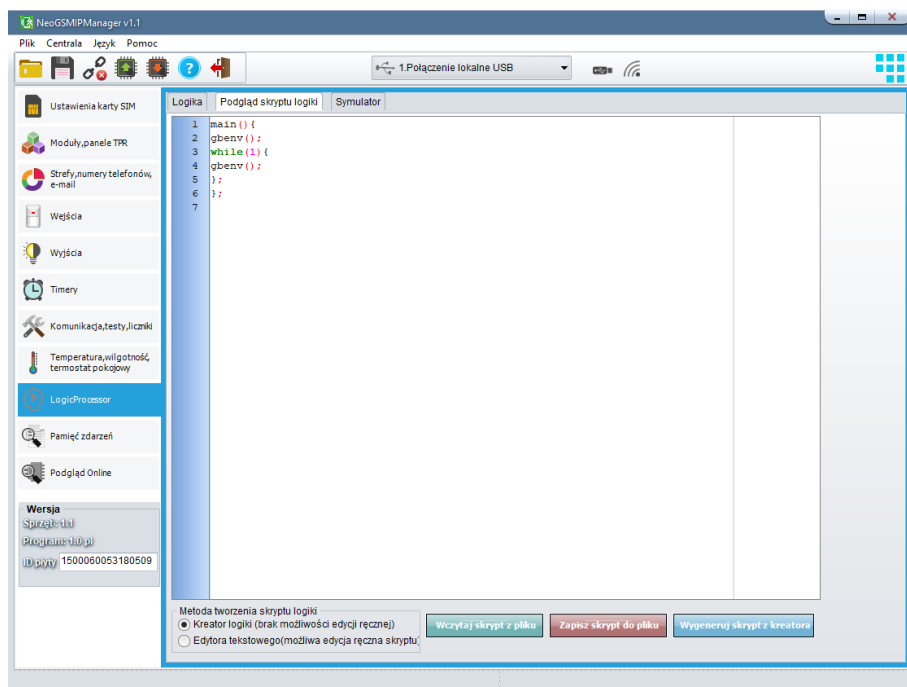 NeoGSMIPManager v1.1
Plik Centrala Język Pomoc
1.Połączenie lokalne USB
Ustawienia karty SIM
Moduły,panele TPR
Strefy,numery telefonów,
e-mail
Wejścia
Wyjścia
Timery
Komunikacja,testy,liczniki
Temperatura,wilgotność,
termostat pokojowy
LogicProcessor
Pamięć zdarzeń
Podgląd Online
Wersja
Sprzęt: 1.1
Program: 1.0 pl
ID płyty 1500060053180509
Logika Podgląd skryptu logiki Symulator
1 main(){
2 gbenv();
3 while(1){
4 gbenv();
5 };
6 };
7
Metoda tworzenia skryptu logiki
Kreator logiki (brak możliwości edycji ręcznej)
Edytora tekstowego(możliwa edycja ręczna skryptu)
Wczytaj skrypt z pliku Zapisz skrypt do pliku Wygeneruj skrypt z kreatora